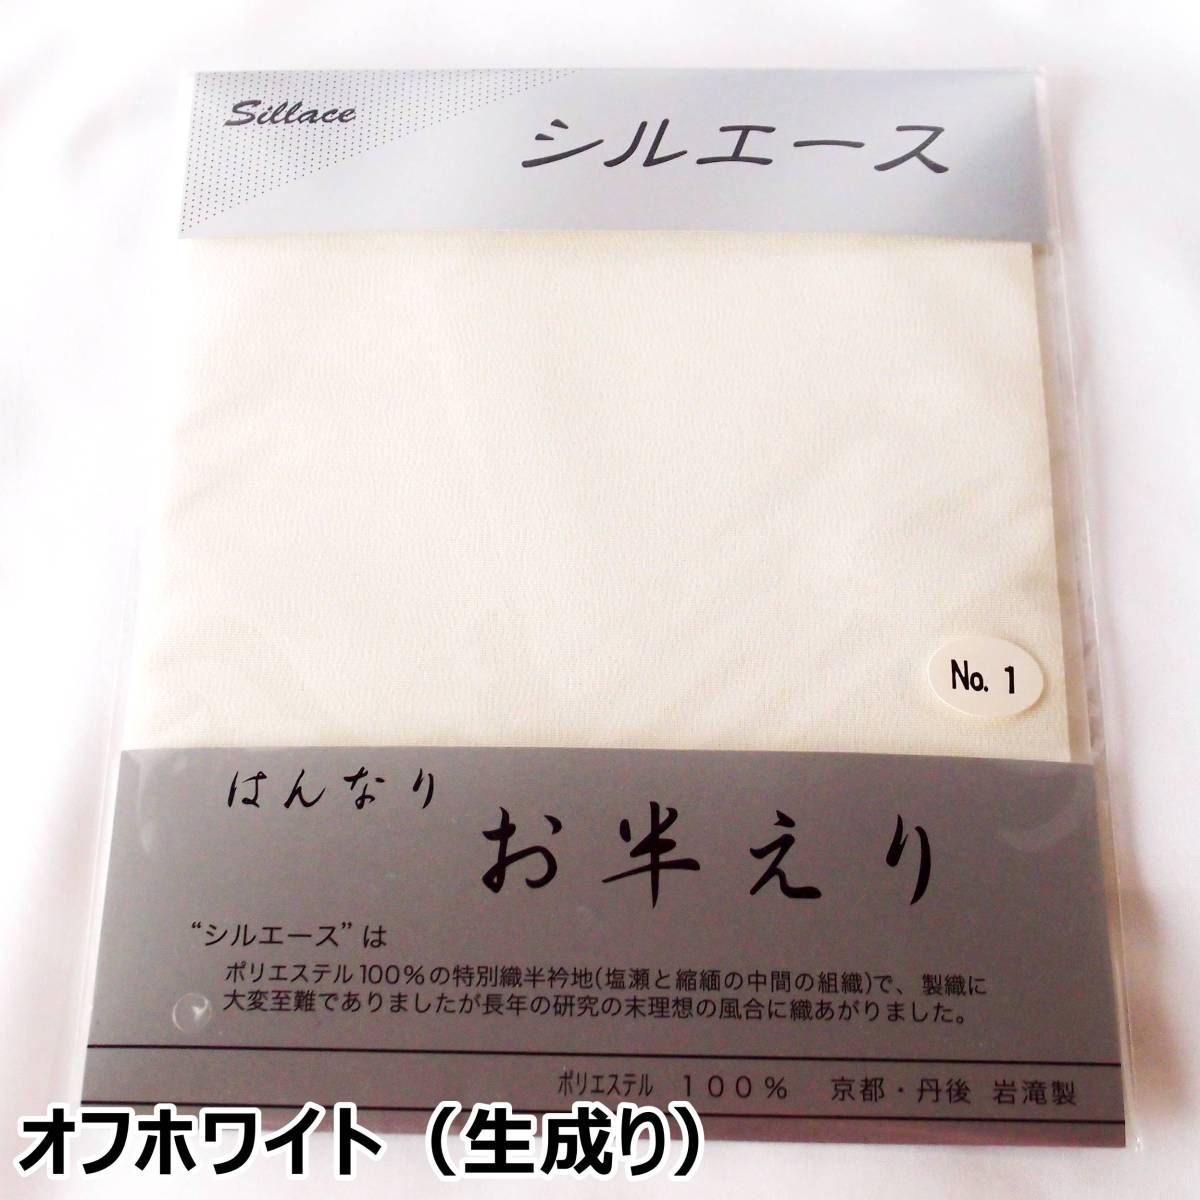 Sillace
シルエース
No. 1
はんなり
お半えり
“シルエース”は
ポリエステル100%の特別織半衿地(塩瀬と縮緬の中間の組織)で、製織に
大変至難でありましたが長年の研究の末理想の風合に織あがりました。
ポリエステル 100% 京都・丹後 岩滝製
オフホワイト（生成り）